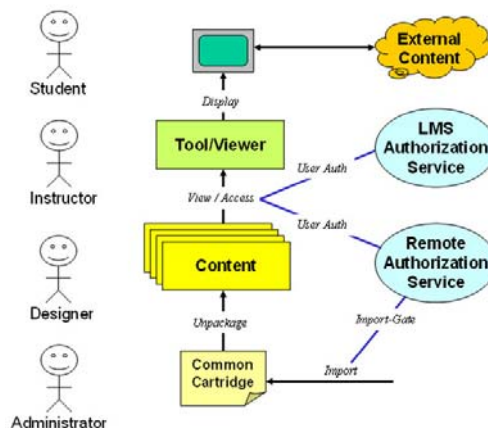 External
Content
Student
Display
LMS
Authorization
Service
Tool/Viewer
User Auth
Instructor
View / Access
User Auth
Remote
Authorization
Service
Content
Designer
Unpackage
Import-Gate
Common
Cartridge
Import
Administrator